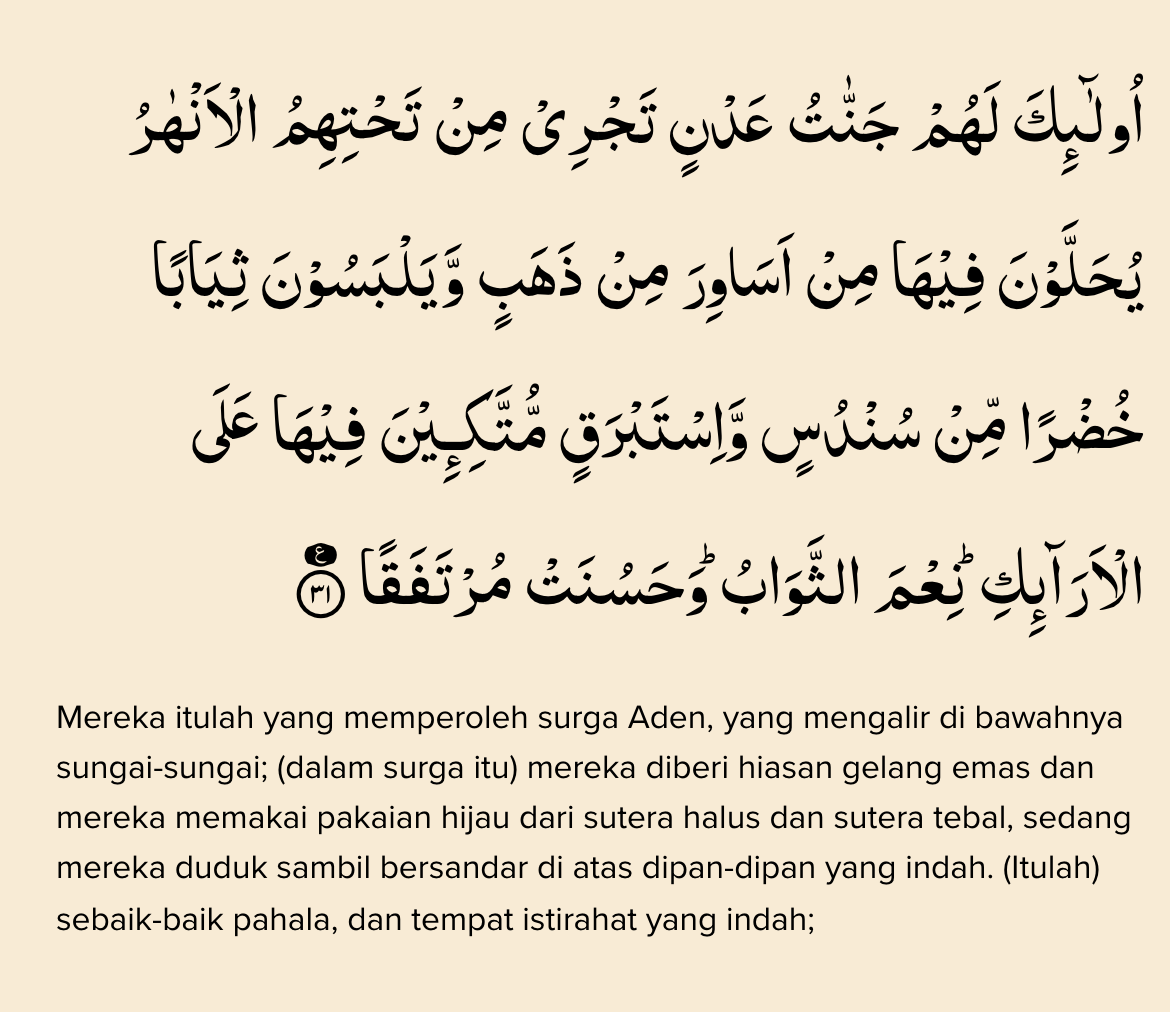 اُولٰۤىِٕكَ لَهُمْ جَنّٰتُ عَدْنٍ تَجْرِيْ مِنْ تَحْتِهِمُ الْاَنْهٰرُ
يُحَلَّوْنَ فِيْهَا مِنْ اَسَاوِرَ مِنْ ذَهَبٍ وَّيَلْبَسُوْنَ ثِيَابًا
خُضْرًا مِّنْ سُنْدُسٍ وَّاِسْتَبْرَقٍ مُّتَّكِـِٕيْنَ فِيْهَا عَلَى
الْاَرَاۤىِٕكِ ۗنِعْمَ الثَّوَابُ ۗوَحَسُنَتْ مُرْتَفَقًا ࣖ ٣١
Mereka itulah yang memperoleh surga Aden, yang mengalir di bawahnya
sungai-sungai; (dalam surga itu) mereka diberi hiasan gelang emas dan
mereka memakai pakaian hijau dari sutera halus dan sutera tebal, sedang
mereka duduk sambil bersandar di atas dipan-dipan yang indah. (Itulah)
sebaik-baik pahala, dan tempat istirahat yang indah;